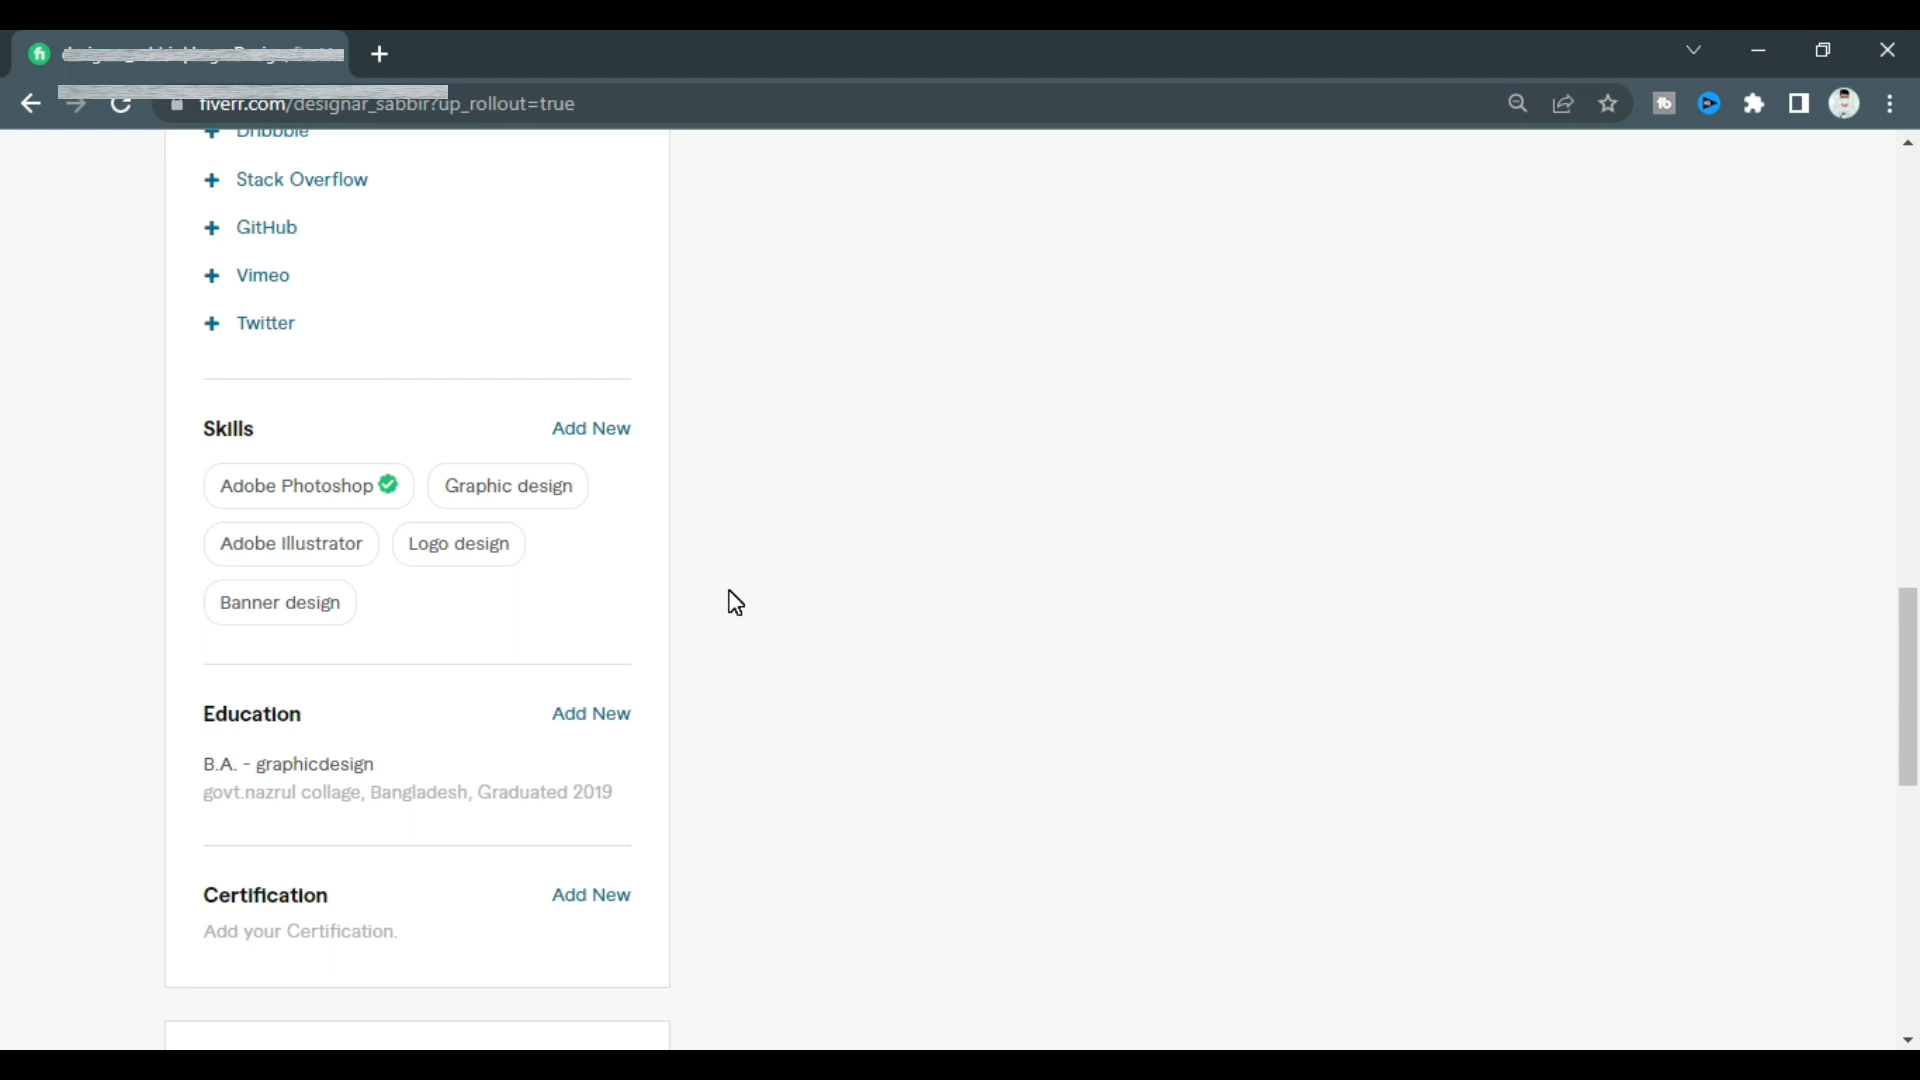 fiverr.com/designar_sabbir?up_rollout=true
Dribbble
Stack Overflow
GitHub
Vimeo
Twitter
Skills Add New
Adobe Photoshop Graphic design
Adobe Illustrator Logo design
Banner design
Education Add New
B.A. - graphicdesign
govt.nazrul collage, Bangladesh, Graduated 2019
Certification Add New
Add your Certification.